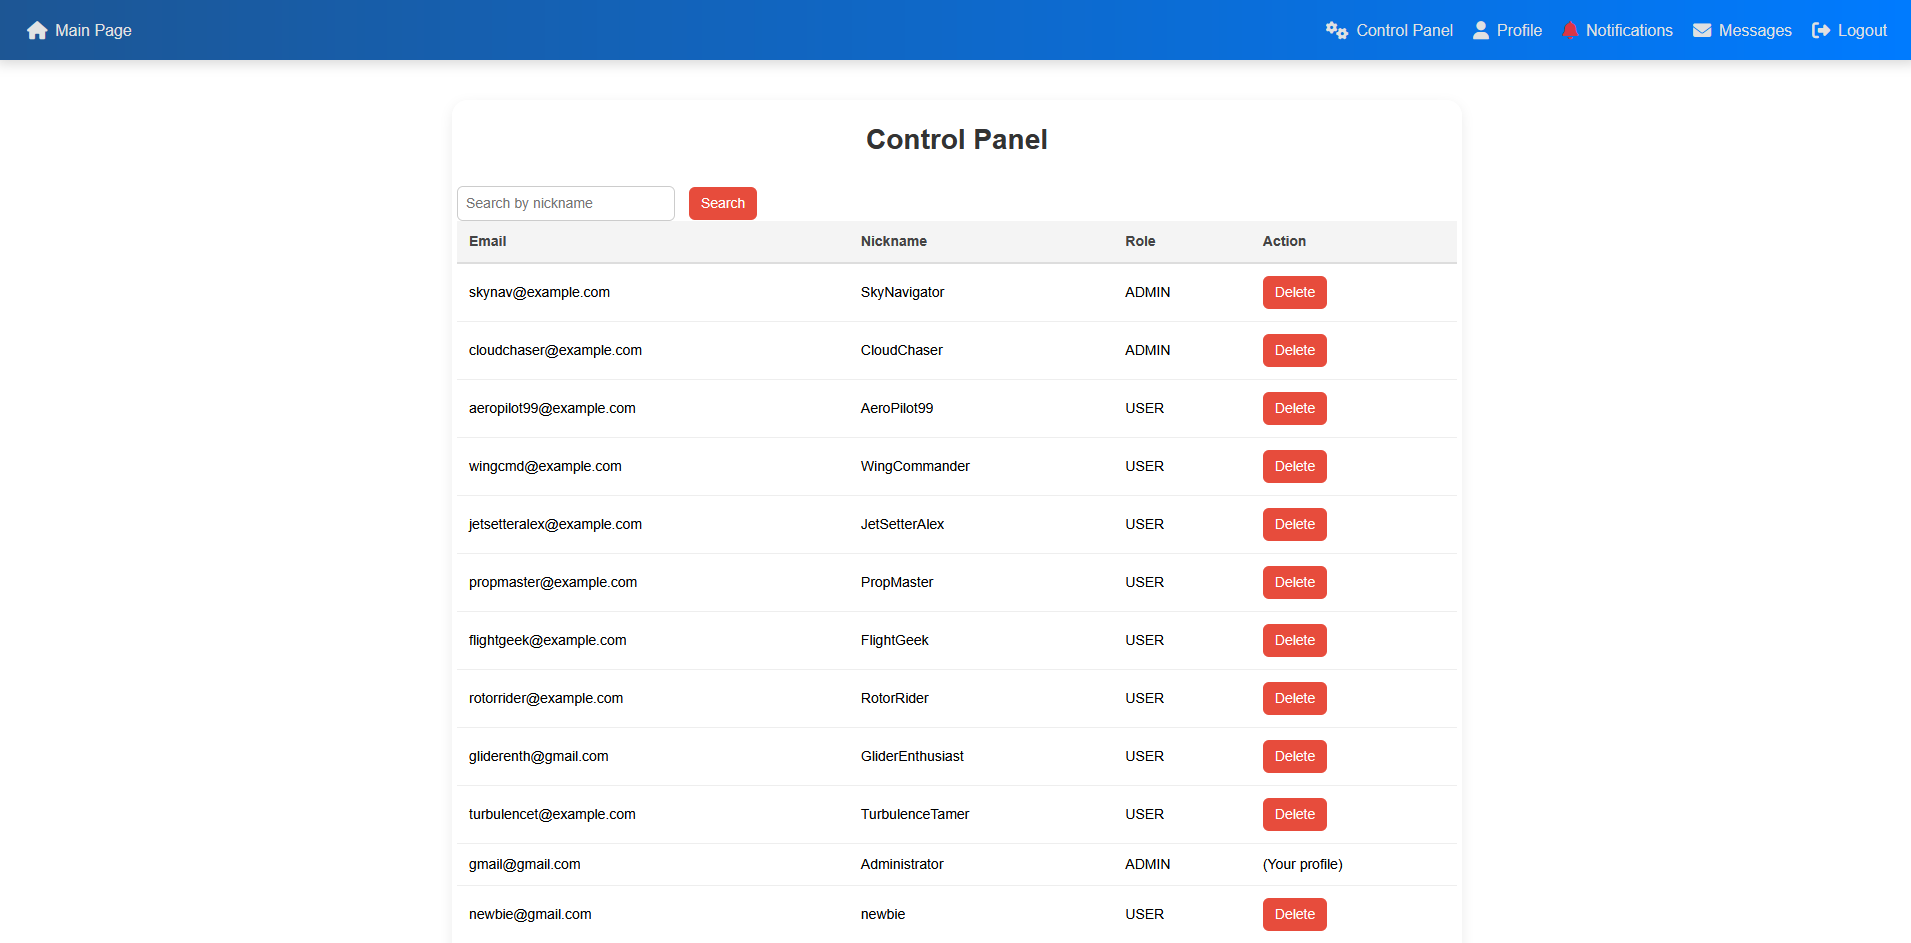 Main Page Control Panel Profile Notifications Messages Logout
Control Panel
Search by nickname Search
Email Nickname Role Action
skynav@example.com SkyNavigator ADMIN Delete
cloudchaser@example.com CloudChaser ADMIN Delete
aeropilot99@example.com AeroPilot99 USER Delete
wingcmd@example.com WingCommander USER Delete
jetsetteralex@example.com JetSetterAlex USER Delete
propmaster@example.com PropMaster USER Delete
flightgeek@example.com FlightGeek USER Delete
rotorrider@example.com RotorRider USER Delete
gliderenth@gmail.com GliderEnthusiast USER Delete
turbulencet@example.com TurbulenceTamer USER Delete
gmail@gmail.com Administrator ADMIN (Your profile)
newbie@gmail.com newbie USER Delete